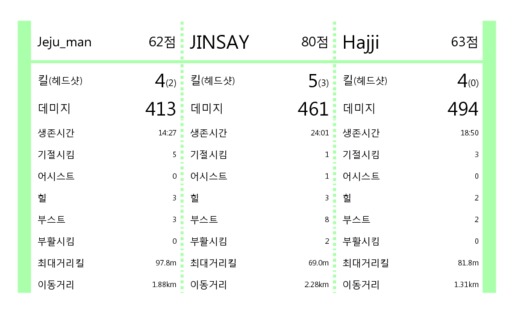 Jeju_man 62점 JINSAY 80점 Hajji 63점
킬(헤드샷) 4(2) 킬(헤드샷) 5(3) 킬(헤드샷) 4(0)
데미지 413 데미지 461 데미지 494
생존시간 14:27 생존시간 24:01 생존시간 18:50
기절시킴 5 기절시킴 1 기절시킴 3
어시스트 0 어시스트 1 어시스트 0
힐 3 힐 3 힐 2
부스트 3 부스트 8 부스트 2
부활시킴 0 부활시킴 2 부활시킴 0
최대거리킬 97.8m 최대거리킬 69.0m 최대거리킬 81.8m
이동거리 1.88km 이동거리 2.28km 이동거리 1.31km